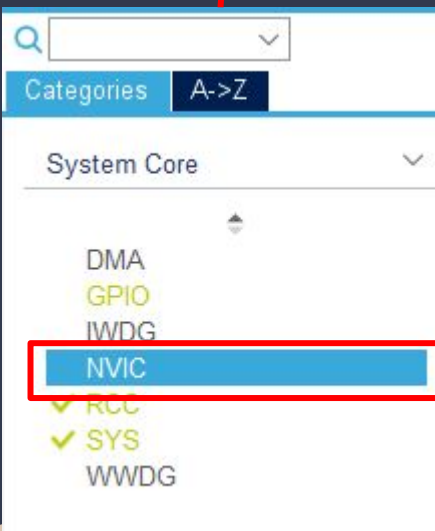 Categories A->Z
System Core
DMA
GPIO
IWDG
NVIC
RCC
SYS
WWDG